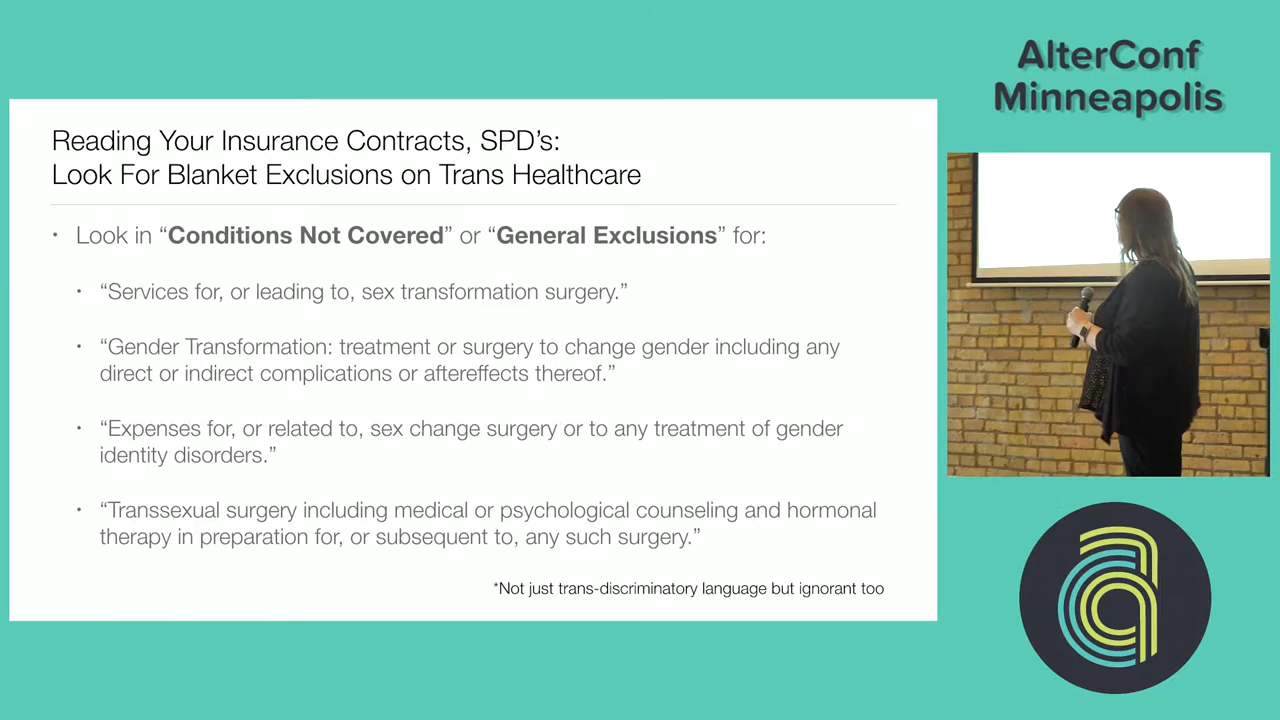 AlterConf
Minneapolis
Reading Your Insurance Contracts, SPD's:
Look For Blanket Exclusions on Trans Healthcare
• Look in “Conditions Not Covered” or “General Exclusions” for:
• “Services for, or leading to, sex transformation surgery.”
• “Gender Transformation: treatment or surgery to change gender including any
direct or indirect complications or aftereffects thereof.”
• “Expenses for, or related to, sex change surgery or to any treatment of gender
identity disorders.”
• “Transsexual surgery including medical or psychological counseling and hormonal
therapy in preparation for, or subsequent to, any such surgery.”
*Not just trans-discriminatory language but ignorant too